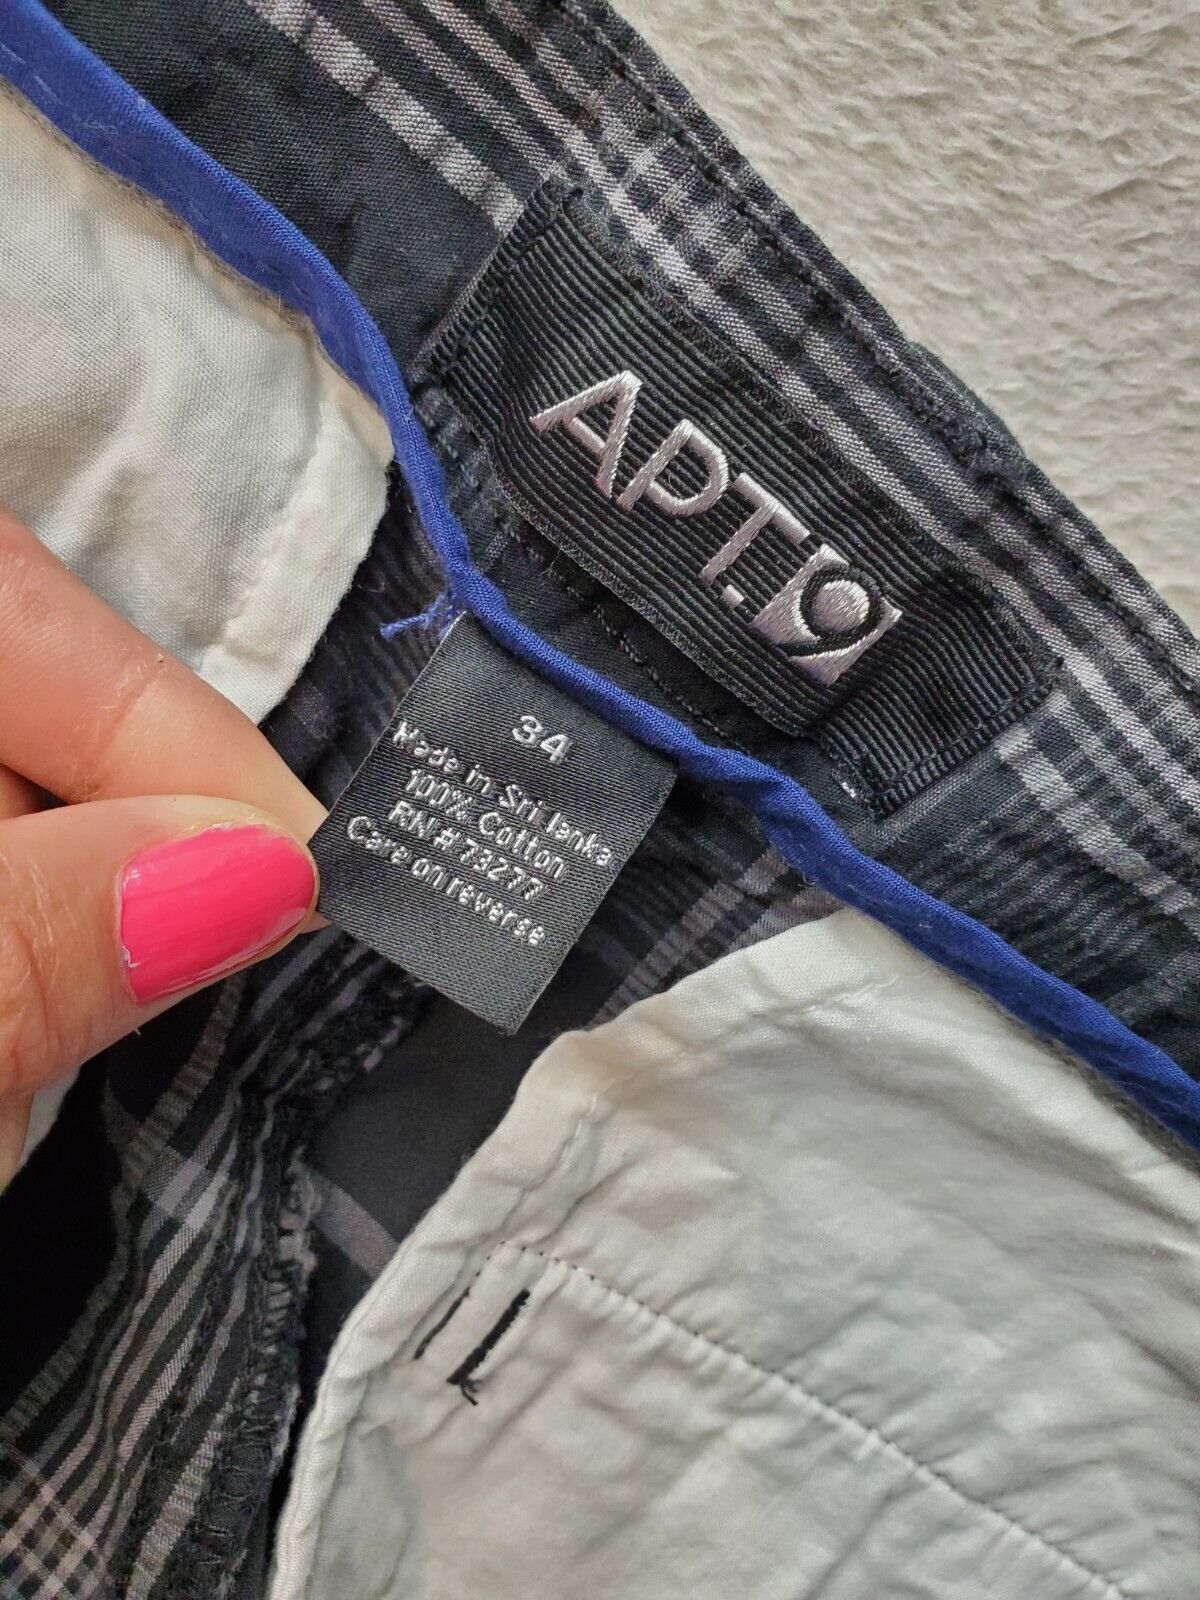 APT.9
34
Made in Sri lanka
100% Cotton
RN#73277
Care on reverse